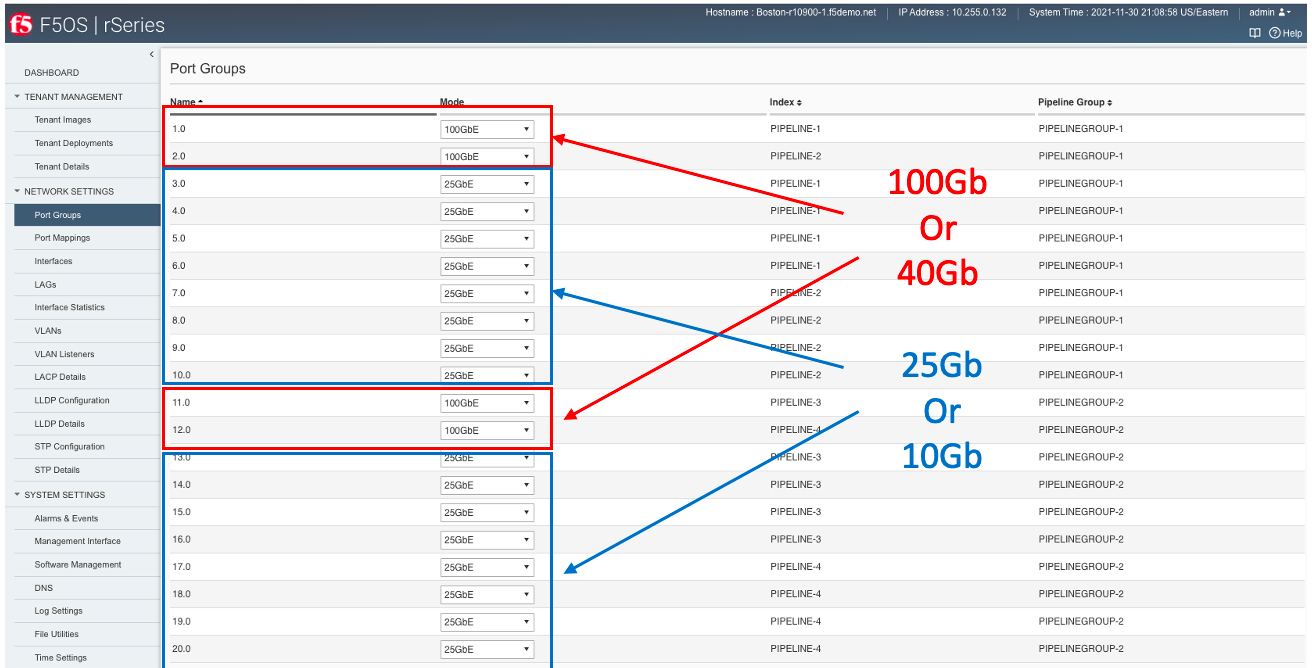 f5 F5OS | rSeries
Hostname : Boston-r10900-1.f5demo.net | IP Address : 10.255.0.132 | System Time : 2021-11-30 21:08:58 US/Eastern | admin
Help
DASHBOARD
TENANT MANAGEMENT
Tenant Images
Tenant Deployments
Tenant Details
NETWORK SETTINGS
Port Groups
Port Mappings
Interfaces
LAGs
Interface Statistics
VLANs
VLAN Listeners
LACP Details
LLDP Configuration
LLDP Details
STP Configuration
STP Details
SYSTEM SETTINGS
Alarms & Events
Management Interface
Software Management
DNS
Log Settings
File Utilities
Time Settings
Port Groups
Name Mode Index Pipeline Group
1.0 100GbE PIPELINE-1 PIPELINEGROUP-1
2.0 100GbE PIPELINE-2 PIPELINEGROUP-1
3.0 25GbE PIPELINE-1 PIPELINEGROUP-1
4.0 25GbE PIPELINE-1 PIPELINEGROUP-1
5.0 25GbE PIPELINE-1 PIPELINEGROUP-1
6.0 25GbE PIPELINE-1 PIPELINEGROUP-1
7.0 25GbE PIPELINE-2 PIPELINEGROUP-1
8.0 25GbE PIPELINE-2 PIPELINEGROUP-1
9.0 25GbE PIPELINE-2 PIPELINEGROUP-1
10.0 25GbE PIPELINE-2 PIPELINEGROUP-1
11.0 100GbE PIPELINE-3 PIPELINEGROUP-2
12.0 100GbE PIPELINE-4 PIPELINEGROUP-2
13.0 25GbE PIPELINE-3 PIPELINEGROUP-2
14.0 25GbE PIPELINE-3 PIPELINEGROUP-2
15.0 25GbE PIPELINE-3 PIPELINEGROUP-2
16.0 25GbE PIPELINE-3 PIPELINEGROUP-2
17.0 25GbE PIPELINE-4 PIPELINEGROUP-2
18.0 25GbE PIPELINE-4 PIPELINEGROUP-2
19.0 25GbE PIPELINE-4 PIPELINEGROUP-2
20.0 25GbE PIPELINE-4 PIPELINEGROUP-2
100Gb
Or
40Gb
25Gb
Or
10Gb